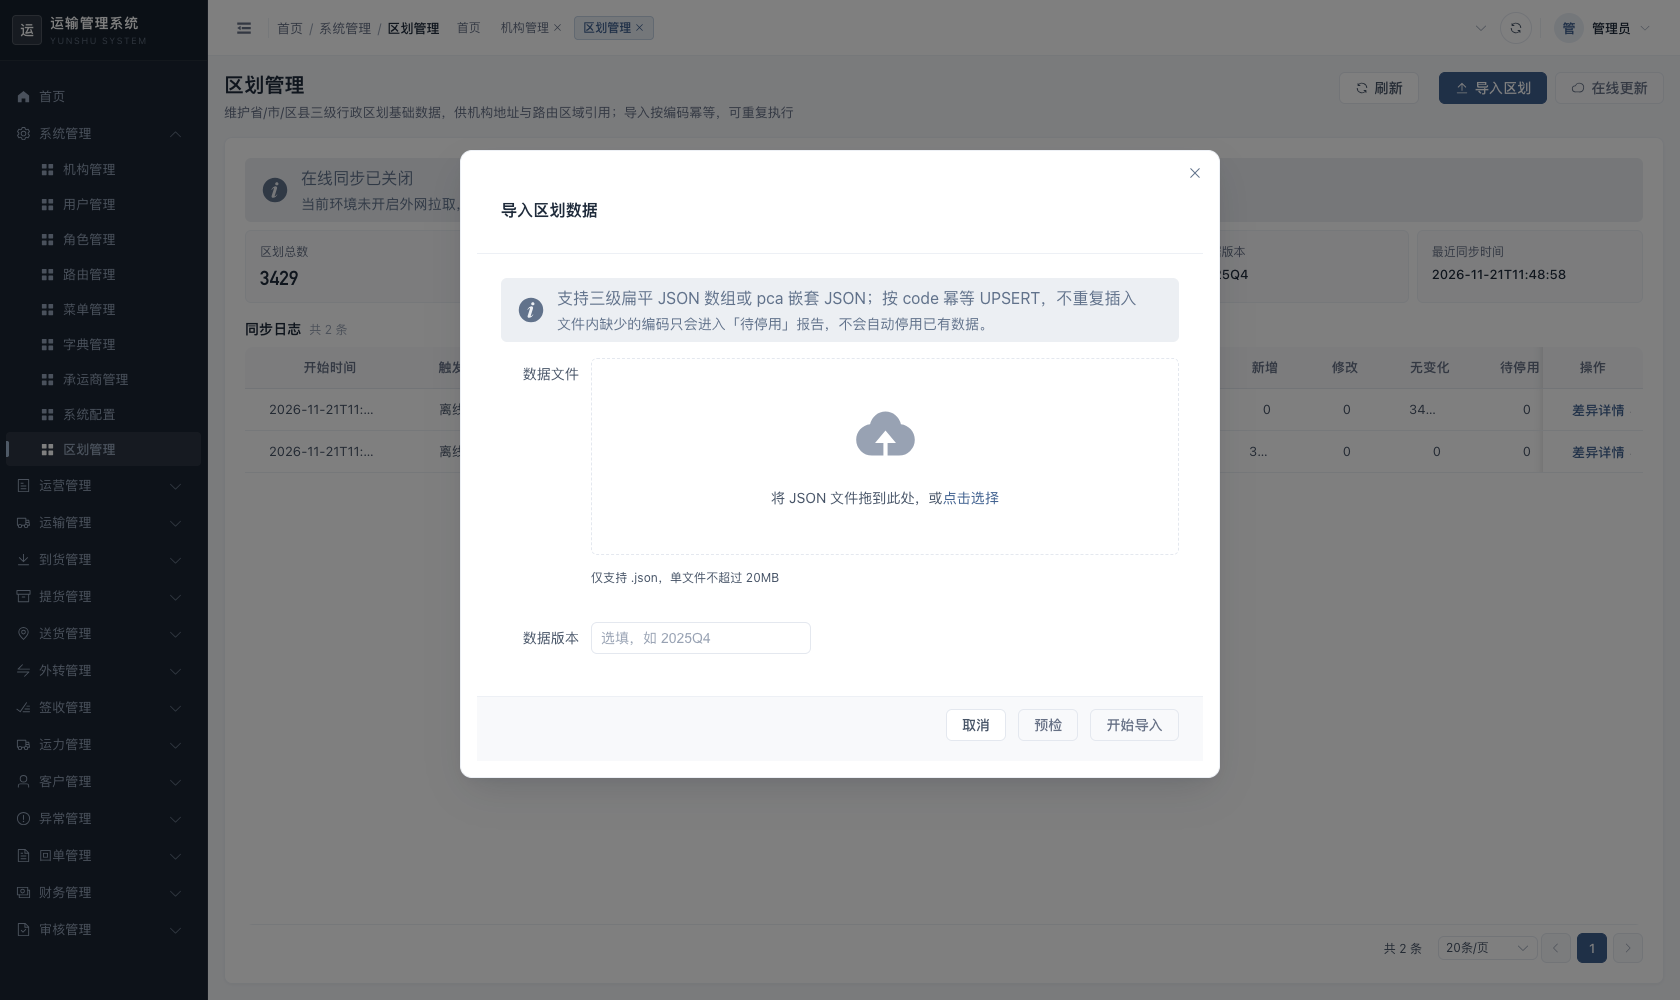 运
运输管理系统
YUNSHU SYSTEM
首页 / 系统管理 / 区划管理
首页
机构管理
区划管理
管
管理员
首页
系统管理
机构管理
用户管理
角色管理
路由管理
菜单管理
字典管理
承运商管理
系统配置
区划管理
运营管理
运输管理
到货管理
提货管理
送货管理
外转管理
签收管理
运力管理
客户管理
异常管理
回单管理
财务管理
审核管理
区划管理
维护省/市/区县三级行政区划基础数据，供机构地址与路由区域引用；导入按编码幂等，可重复执行
刷新
导入区划
在线更新
在线同步已关闭
当前环境未开启外网拉取，
区划总数
3429
版本
5Q4
最近同步时间
2026-11-21T11:48:58
同步日志 共 2 条
开始时间 触发 新增 修改 无变化 待停用 操作
2026-11-21T11:... 离线 0 0 34... 0 差异详情
2026-11-21T11:... 离线 3... 0 0 0 差异详情
导入区划数据
支持三级扁平 JSON 数组或 pca 嵌套 JSON；按 code 幂等 UPSERT，不重复插入
文件内缺少的编码只会进入「待停用」报告，不会自动停用已有数据。
数据文件
将 JSON 文件拖到此处，或点击选择
仅支持 .json，单文件不超过 20MB
数据版本
选填，如 2025Q4
取消
预检
开始导入
共 2 条
20条/页
1